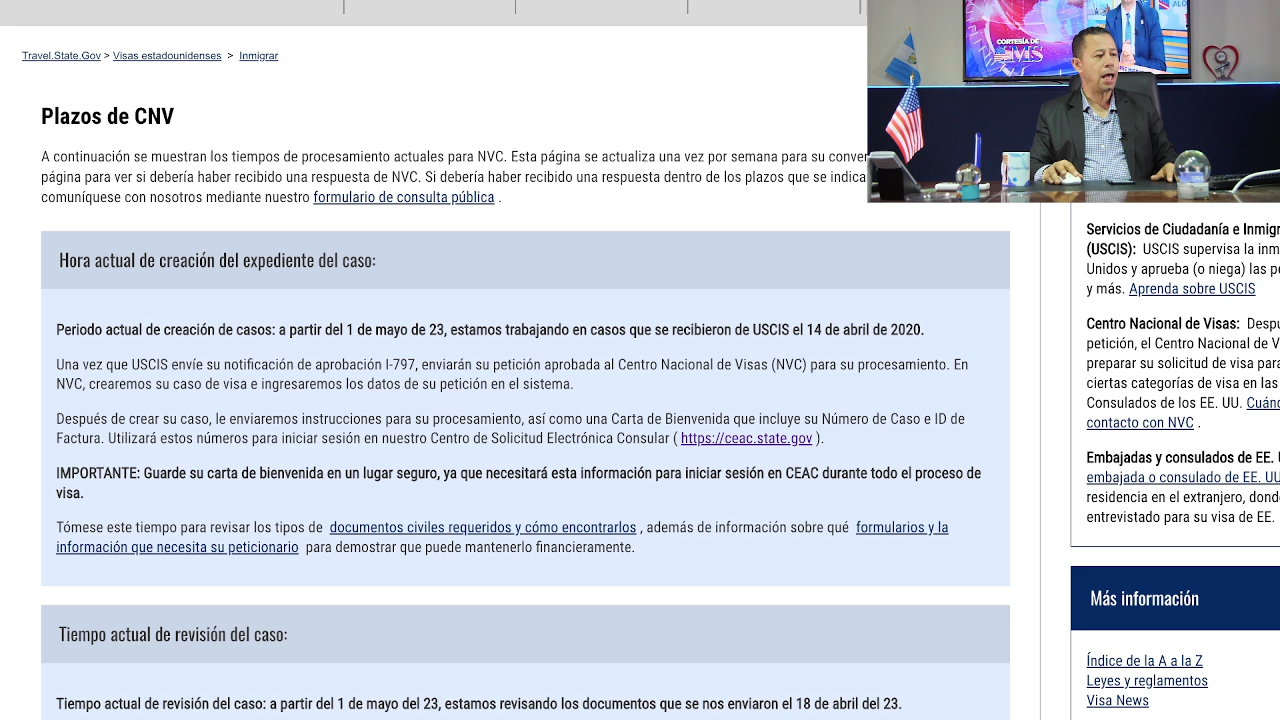 Travel.State.Gov > Visas estadounidenses > Inmigrar
CORTESÍA DE
Plazos de CNV
A continuación se muestran los tiempos de procesamiento actuales para NVC. Esta página se actualiza una vez por semana para su
página para ver si debería haber recibido una respuesta de NVC. Si debería haber recibido una respuesta dentro de los plazos que se indica
comuníquese con nosotros mediante nuestro formulario de consulta pública .
Hora actual de creación del expediente del caso:
Periodo actual de creación de casos: a partir del 1 de mayo de 23, estamos trabajando en casos que se recibieron de USCIS el 14 de abril de 2020.
Una vez que USCIS envíe su notificación de aprobación I-797, enviarán su petición aprobada al Centro Nacional de Visas (NVC) para su procesamiento. En
NVC, crearemos su caso de visa e ingresaremos los datos de su petición en el sistema.
Después de crear su caso, le enviaremos instrucciones para su procesamiento, así como una Carta de Bienvenida que incluye su Número de Caso e ID de
Factura. Utilizará estos números para iniciar sesión en nuestro Centro de Solicitud Electrónica Consular ( https://ceac.state.gov ).
IMPORTANTE: Guarde su carta de bienvenida en un lugar seguro, ya que necesitará esta información para iniciar sesión en CEAC durante todo el proceso de
visa.
Tómese este tiempo para revisar los tipos de documentos civiles requeridos y cómo encontrarlos , además de información sobre qué formularios y la
información que necesita su peticionario para demostrar que puede mantenerlo financieramente.
Tiempo actual de revisión del caso:
Tiempo actual de revisión del caso: a partir del 1 de mayo del 23, estamos revisando los documentos que se nos enviaron el 18 de abril del 23.
Servicios de Ciudadanía e Inmigr
(USCIS): USCIS supervisa la inm
Unidos y aprueba (o niega) las p
y más. Aprenda sobre USCIS
Centro Nacional de Visas: Despu
petición, el Centro Nacional de V
preparar su solicitud de visa para
ciertas categorías de visa en las
Consulados de los EE. UU. Cuánd
contacto con NVC .
Embajadas y consulados de EE. U
embajada o consulado de EE. UU
residencia en el extranjero, dond
entrevistado para su visa de EE.
Más información
Índice de la A a la Z
Leyes y reglamentos
Visa News